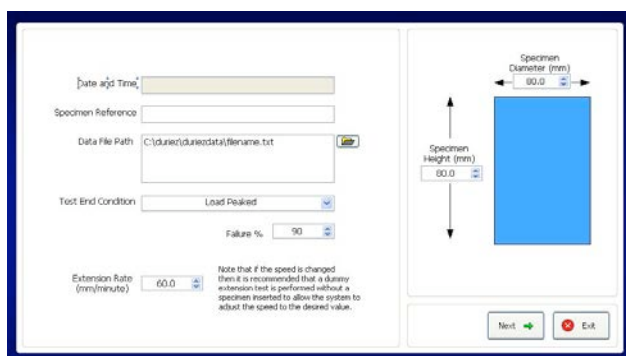 Date and Time
Specimen Reference
Data File Path
C:\duriez\duriezdata\filename.txt
Test End Condition
Load Peaked
Failure %
90
Extension Rate
(mm/minute)
60.0
Note that if the speed is changed
then it is recommended that a dummy
extension test is performed without a
specimen inserted to allow the system to
adjust the speed to the desired value.
Specimen
Diameter (mm)
80.0
Specimen
Height (mm)
80.0
Next
Exit